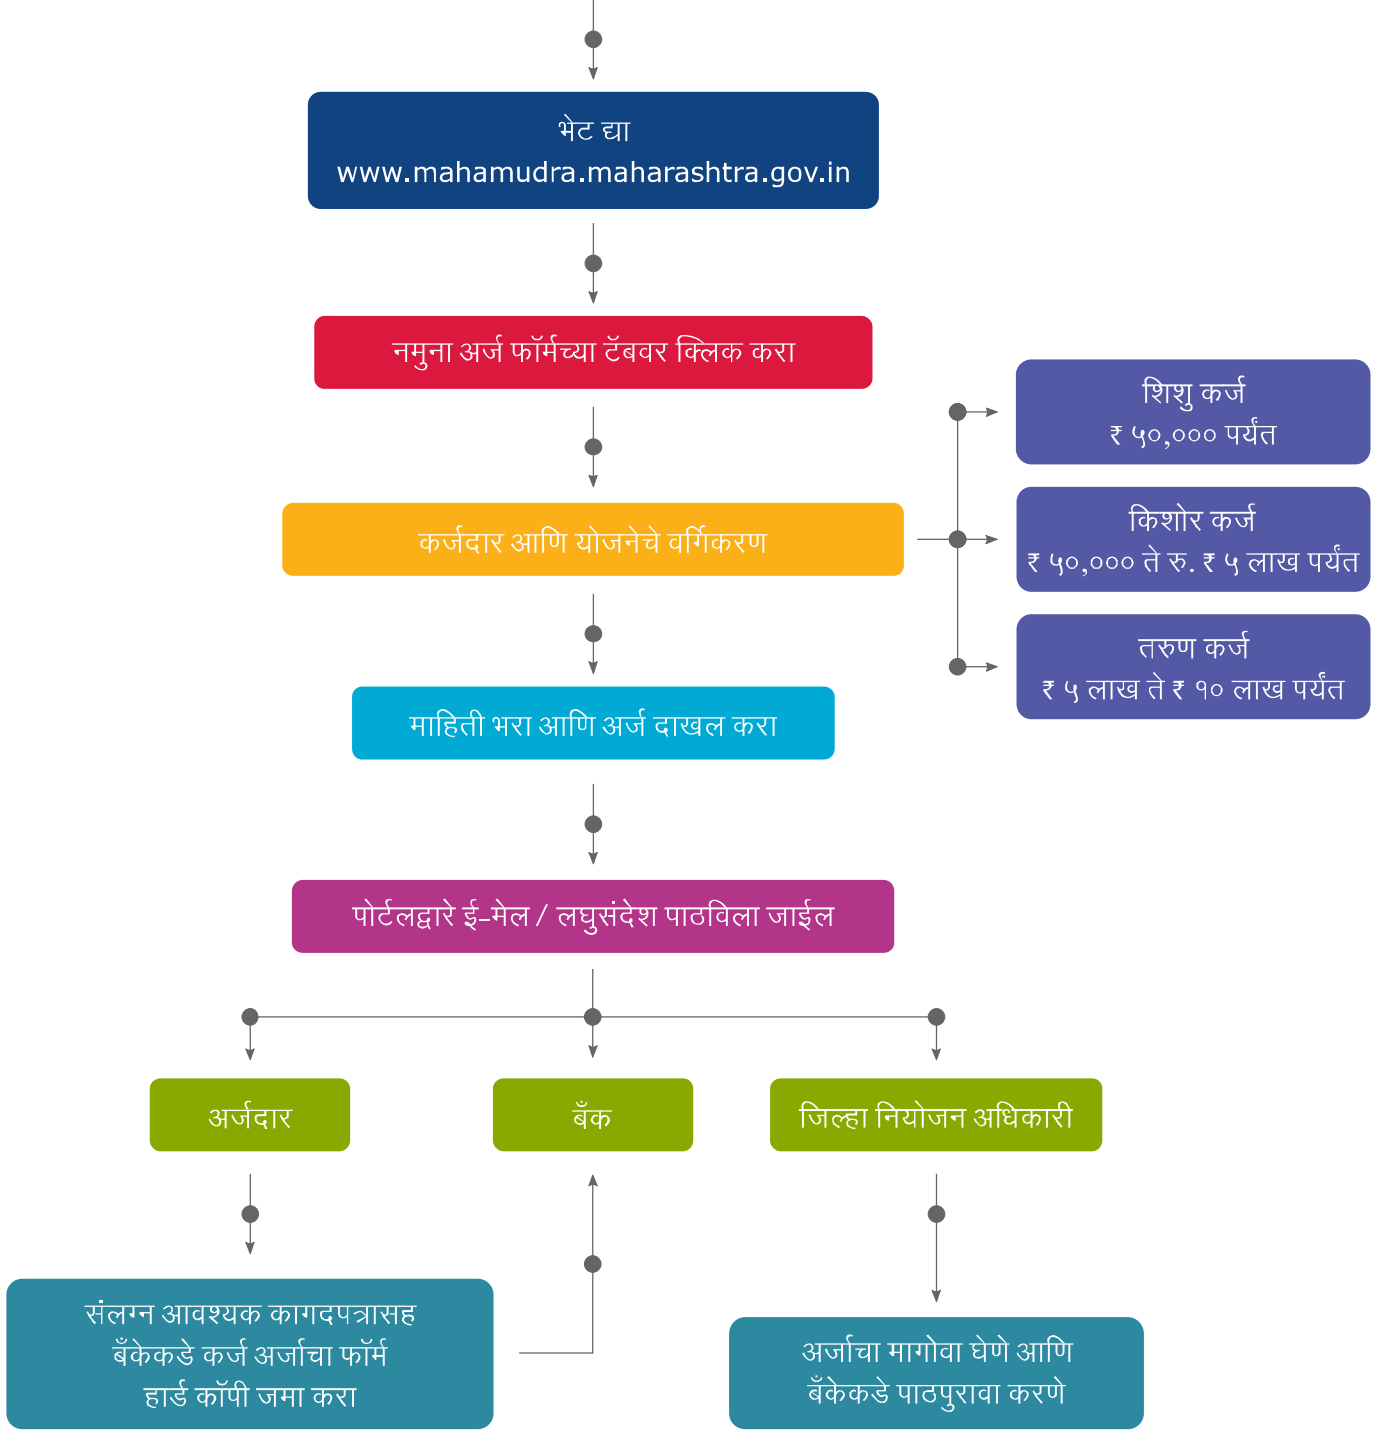 भेट द्या
www.mahamudra.maharashtra.gov.in
नमुना अर्ज फॉर्मच्या टॅबवर क्लिक करा
शिशु कर्ज
₹ ५०,००० पर्यंत
कर्जदार आणि योजनेचे वर्गिकरण
किशोर कर्ज
₹ ५०,००० ते रु. ₹ ५ लाख पर्यंत
तरुण कर्ज
₹ ५ लाख ते ₹ १० लाख पर्यंत
माहिती भरा आणि अर्ज दाखल करा
पोर्टलद्वारे ई-मेल / लघुसंदेश पाठविला जाईल
अर्जदार
बँक
जिल्हा नियोजन अधिकारी
संलग्न आवश्यक कागदपत्रासह
बँकेकडे कर्ज अर्जाचा फॉर्म
हार्ड कॉपी जमा करा
अर्जाचा मागोवा घेणे आणि
बँकेकडे पाठपुरावा करणे